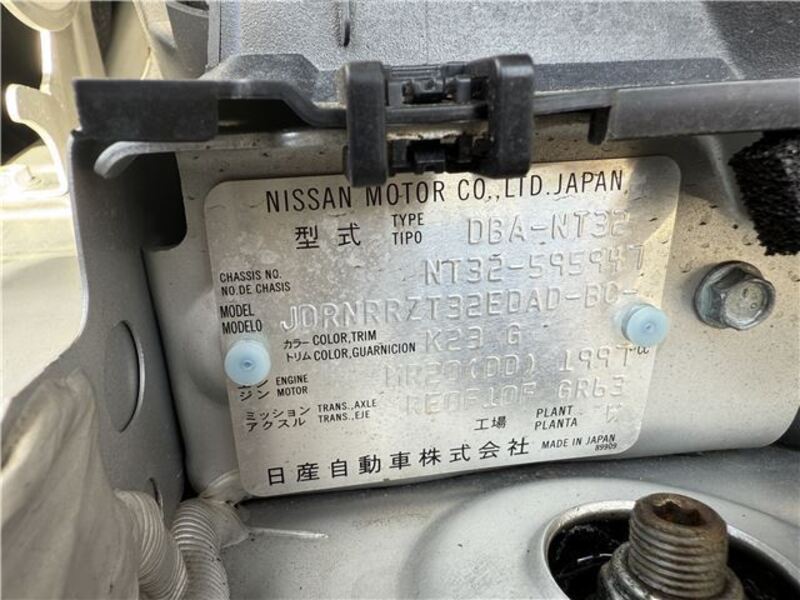 NISSAN MOTOR CO.,LTD.JAPAN
型式 TYPE TIPO DBA-NT32
CHASSIS NO. NO.DE CHASIS NT32-595947
MODEL MODELO JDRNRRZT32EDAD-BC-
カラー COLOR,TRIM トリム COLOR,GUARNICION K23 G
ジン ENGINE MOTOR MR20(DD) 1997
ミッション アクスル TRANS.,AXLE TRANS.,EJE RE0F10F GR63
工場 PLANT PLANTA
日産自動車株式会社 MADE IN JAPAN
89909